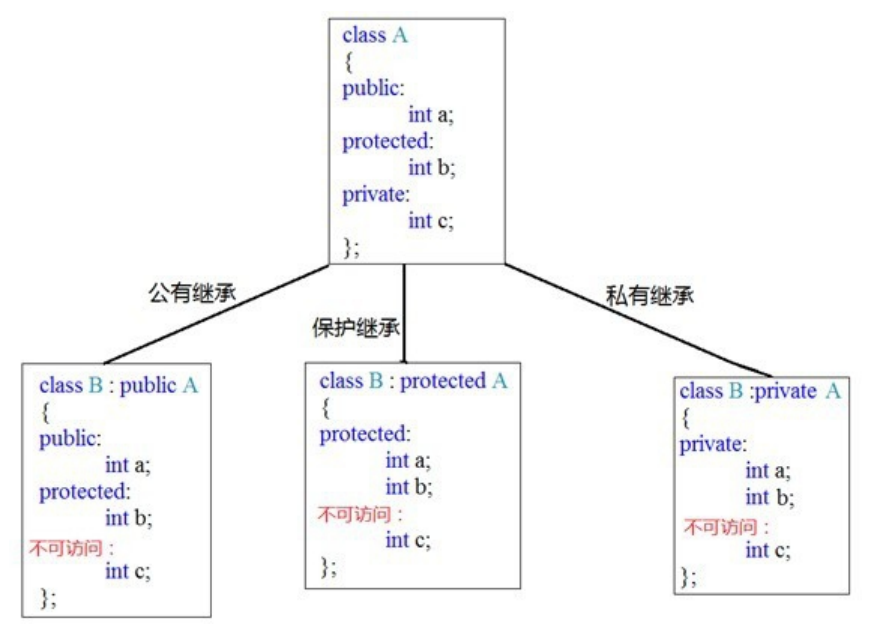 class A
{
public:
int a;
protected:
int b;
private:
int c;
};
公有继承
保护继承
私有继承
class B : public A
{
public:
int a;
protected:
int b;
不可访问：
int c;
};
class B : protected A
{
protected:
int a;
int b;
不可访问：
int c;
};
class B :private A
{
private:
int a;
int b;
不可访问：
int c;
};